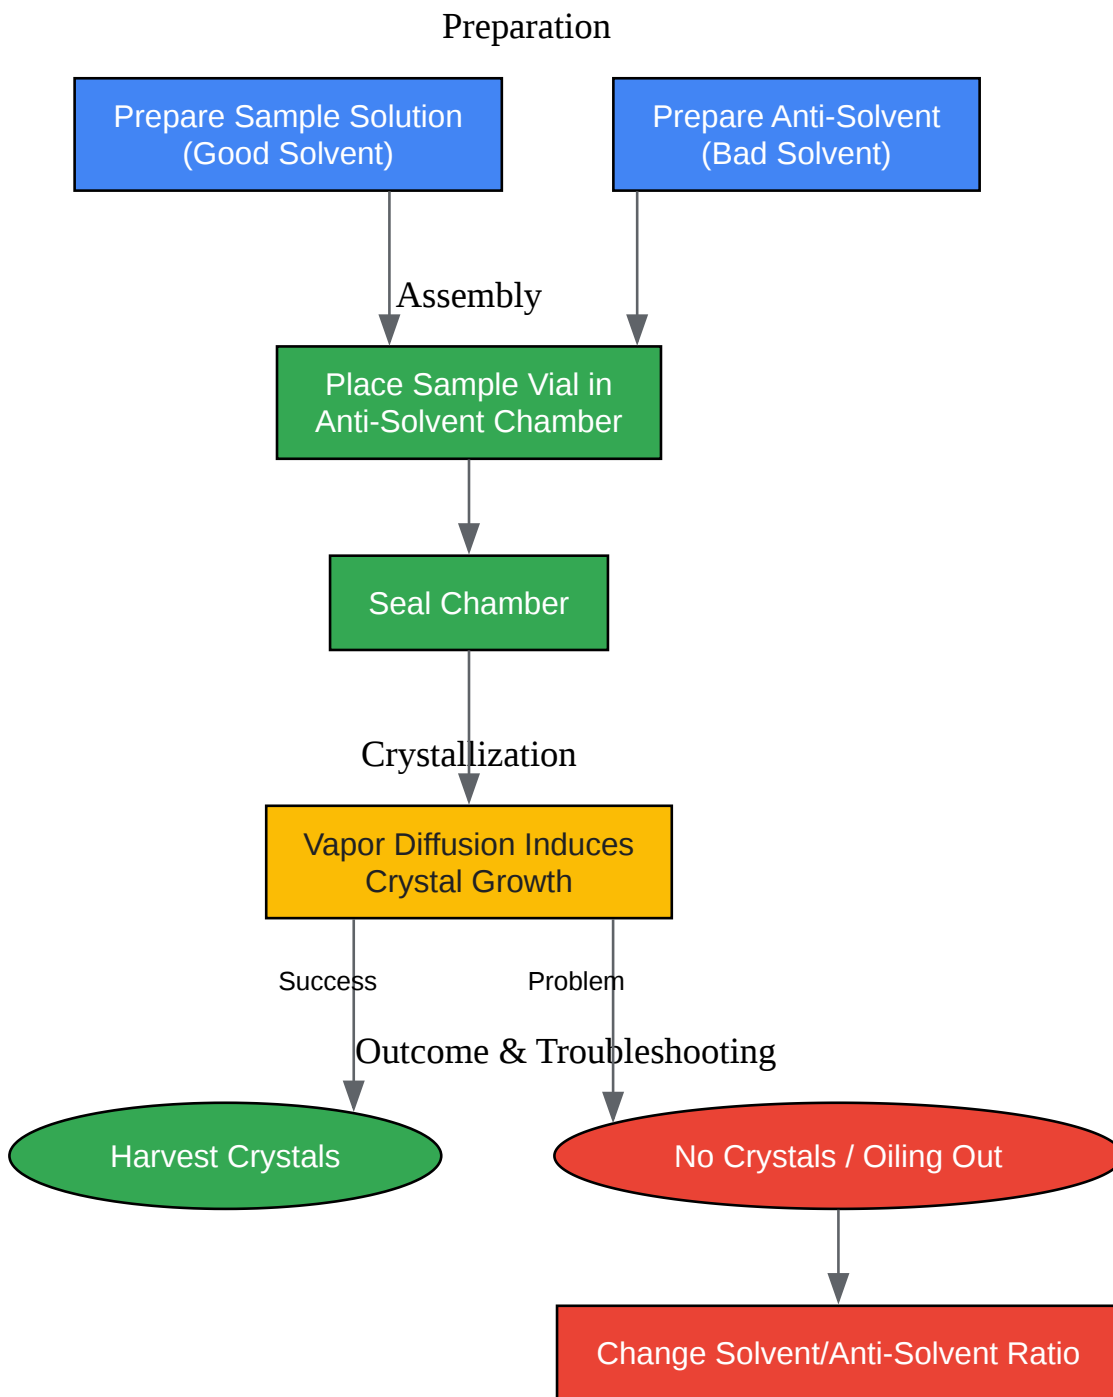 Preparation
Prepare Sample Solution
(Good Solvent)
Prepare Anti-Solvent
(Bad Solvent)
Assembly
Place Sample Vial in
Anti-Solvent Chamber
Seal Chamber
Crystallization
Vapor Diffusion Induces
Crystal Growth
Success
Problem
Outcome & Troubleshooting
Harvest Crystals
No Crystals / Oiling Out
Change Solvent/Anti-Solvent Ratio